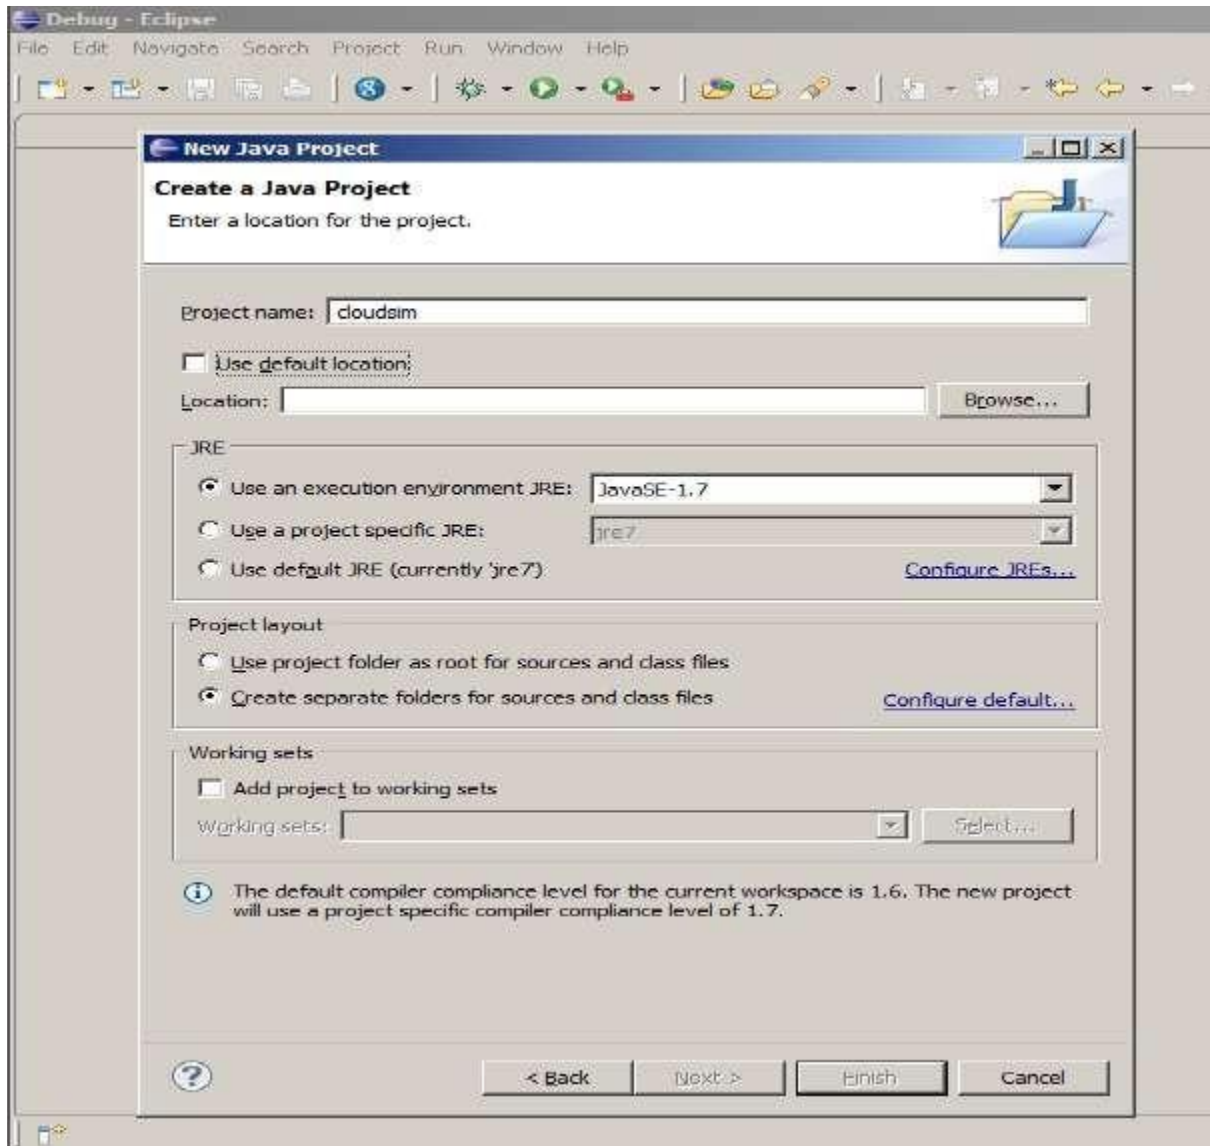 Debug - Eclipse
File Edit Navigate Search Project Run Window Help
New Java Project
Create a Java Project
Enter a location for the project.
Project name: cloudsim
Use default location
Location: Browse...
JRE
Use an execution environment JRE: JavaSE-1.7
Use a project specific JRE: jre7
Use default JRE (currently 'jre7') Configure JREs...
Project layout
Use project folder as root for sources and class files
Create separate folders for sources and class files Configure default...
Working sets
Add project to working sets
Working sets: Select...
The default compiler compliance level for the current workspace is 1.6. The new project
will use a project specific compiler compliance level of 1.7.
< Back Next > Finish Cancel